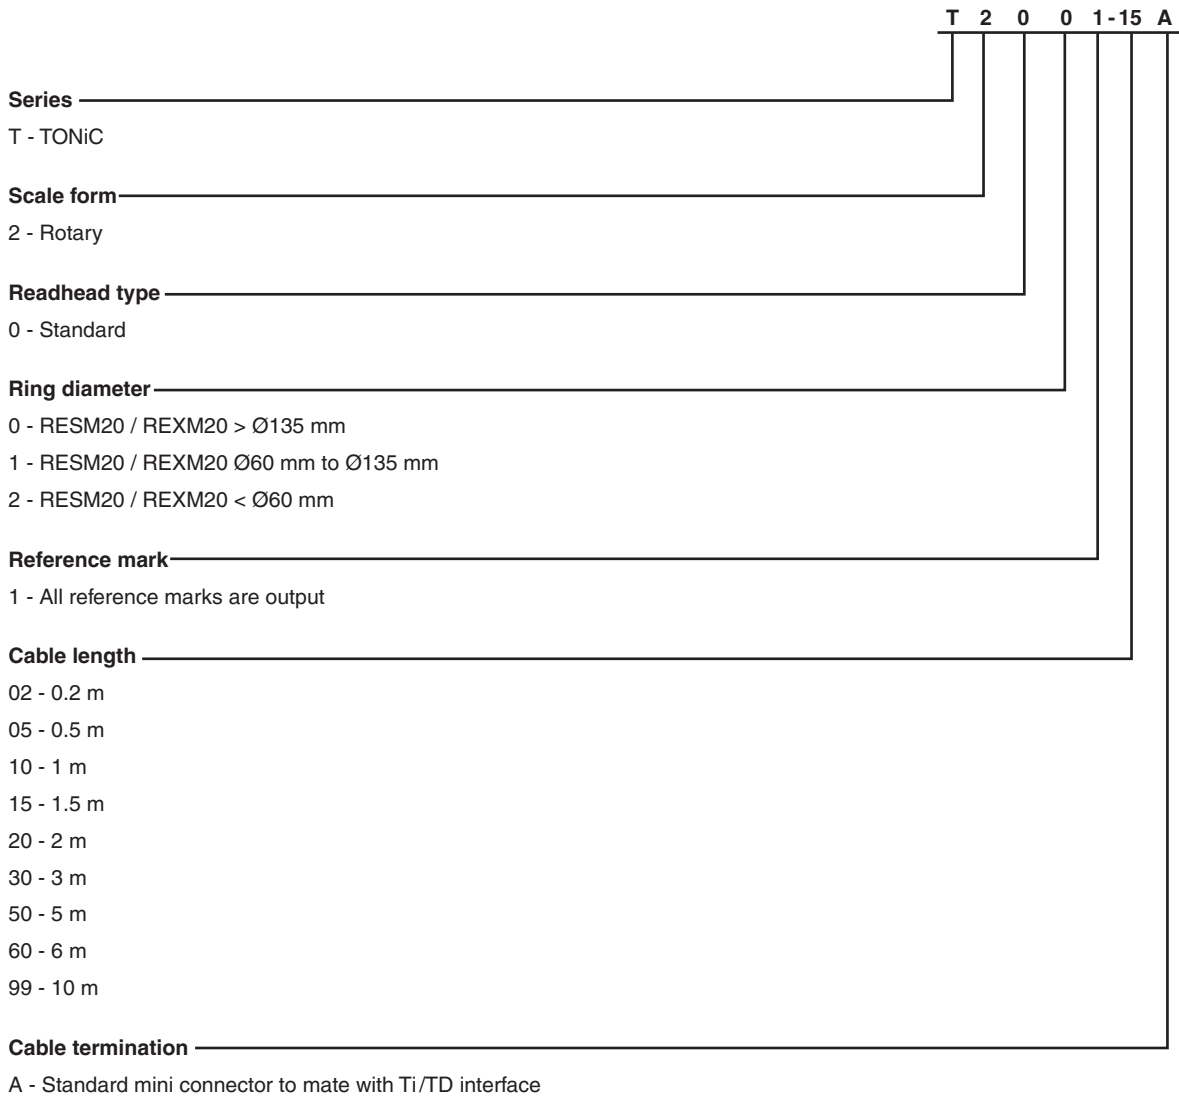 T 2 0 0 1-15 A
Series
T - TONiC
Scale form
2 - Rotary
Readhead type
0 - Standard
Ring diameter
0 - RESM20 / REXM20 > Ø135 mm
1 - RESM20 / REXM20 Ø60 mm to Ø135 mm
2 - RESM20 / REXM20 < Ø60 mm
Reference mark
1 - All reference marks are output
Cable length
02 - 0.2 m
05 - 0.5 m
10 - 1 m
15 - 1.5 m
20 - 2 m
30 - 3 m
50 - 5 m
60 - 6 m
99 - 10 m
Cable termination
A - Standard mini connector to mate with Ti/TD interface